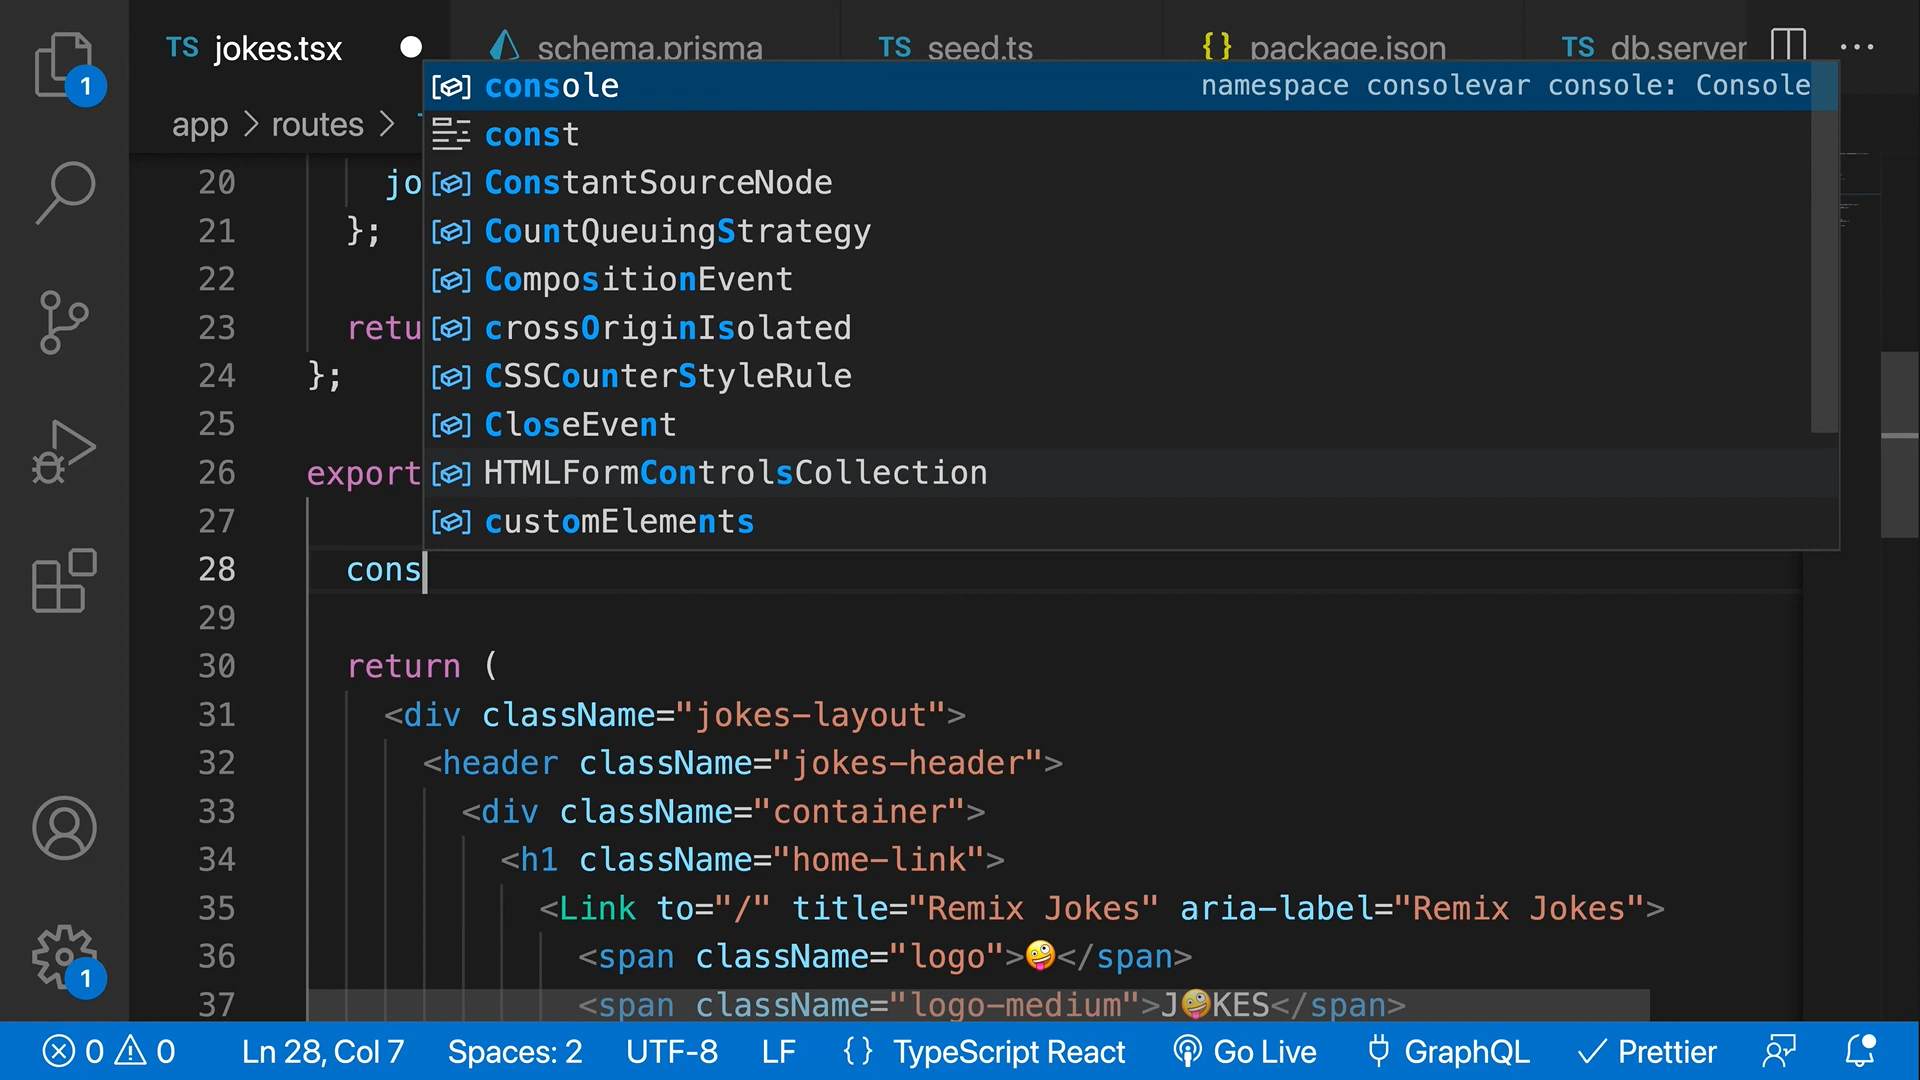 TS jokes.tsx schema.prisma TS seed.ts {} package.json TS db.server ...
1
app > routes >
console namespace consolevar console: Console
const
ConstantSourceNode
CountQueuingStrategy
CompositionEvent
crossOriginIsolated
CSSCounterStyleRule
CloseEvent
HTMLFormControlsCollection
customElements
20 jo
21 };
22
23 retu
24 };
25
26 export
27
28 cons
29
30 return (
31 <div className="jokes-layout">
32 <header className="jokes-header">
33 <div className="container">
34 <h1 className="home-link">
35 <Link to="/" title="Remix Jokes" aria-label="Remix Jokes">
36 <span className="logo">🤪</span>
37 <span className="logo-medium">J🤪KES</span>
1
0 0 Ln 28, Col 7 Spaces: 2 UTF-8 LF {} TypeScript React Go Live GraphQL Prettier